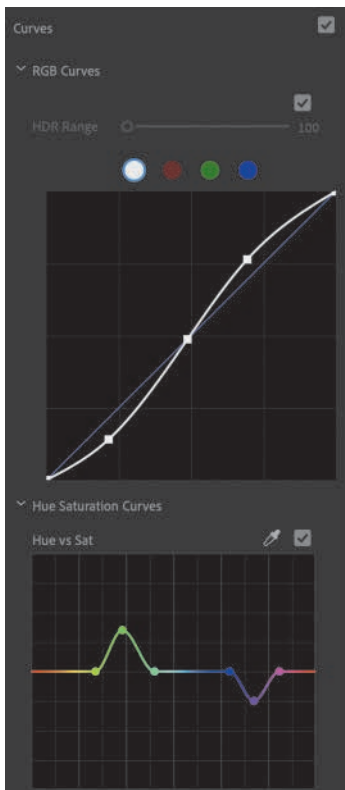 Curves
RGB Curves
HDR Range
100
Hue Saturation Curves
Hue vs Sat